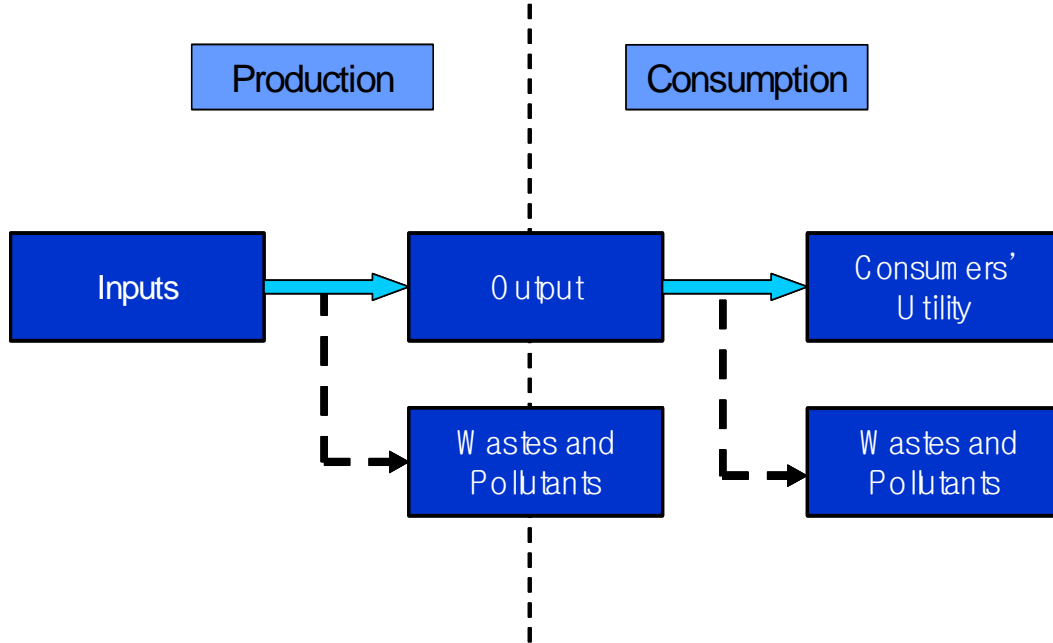 Production
Consumption
Inputs
Output
Consumers'
Utility
Wastes and
Pollutants
Wastes and
Pollutants